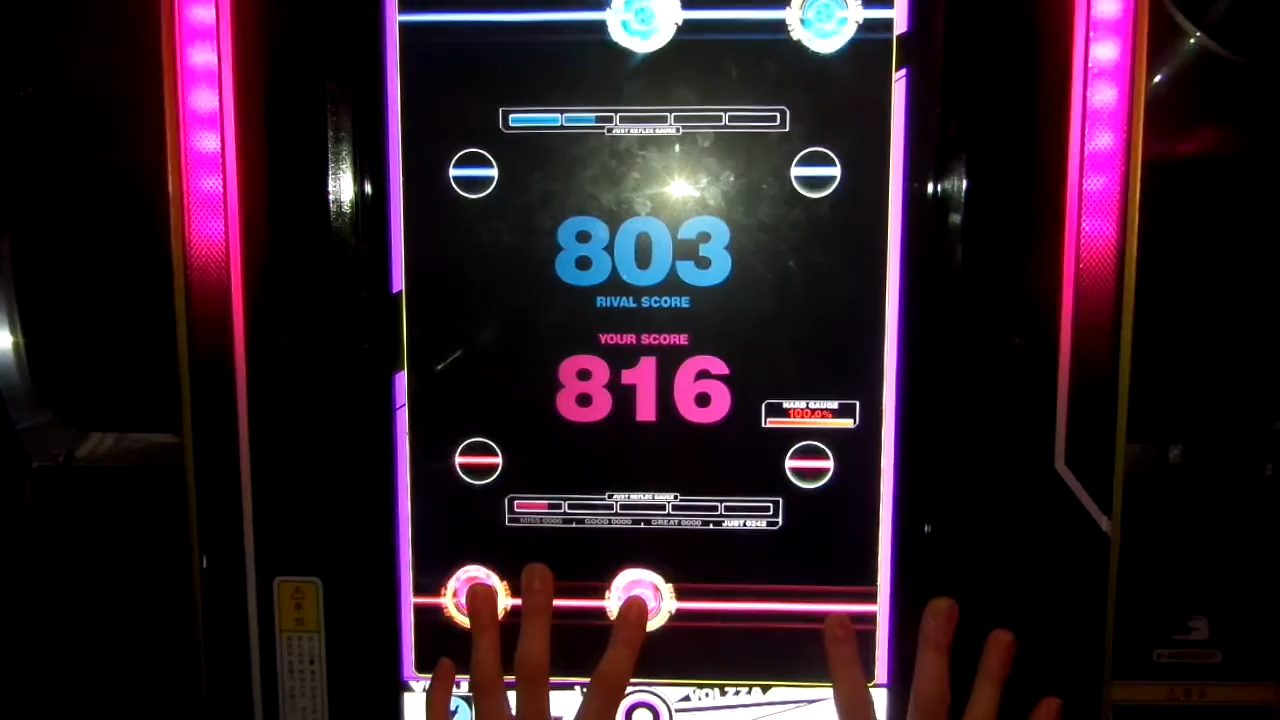 JUST REFLEC GAUGE
803
RIVAL SCORE
YOUR SCORE
816
HARD GAUGE
100.0%
JUST REFLEC GAUGE
MISS 0000 GOOD 0000 GREAT 0000 JUST 0242
VOLZZA